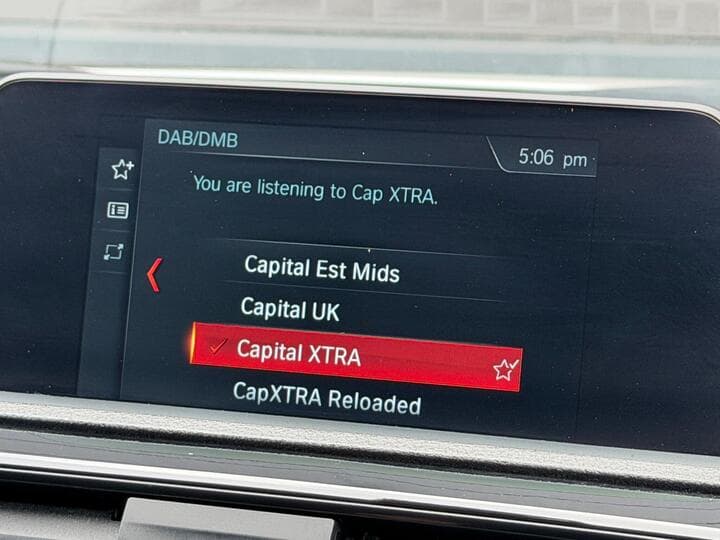 DAB/DMB
5:06 pm
You are listening to Cap XTRA.
Capital Est Mids
Capital UK
Capital XTRA
CapXTRA Reloaded